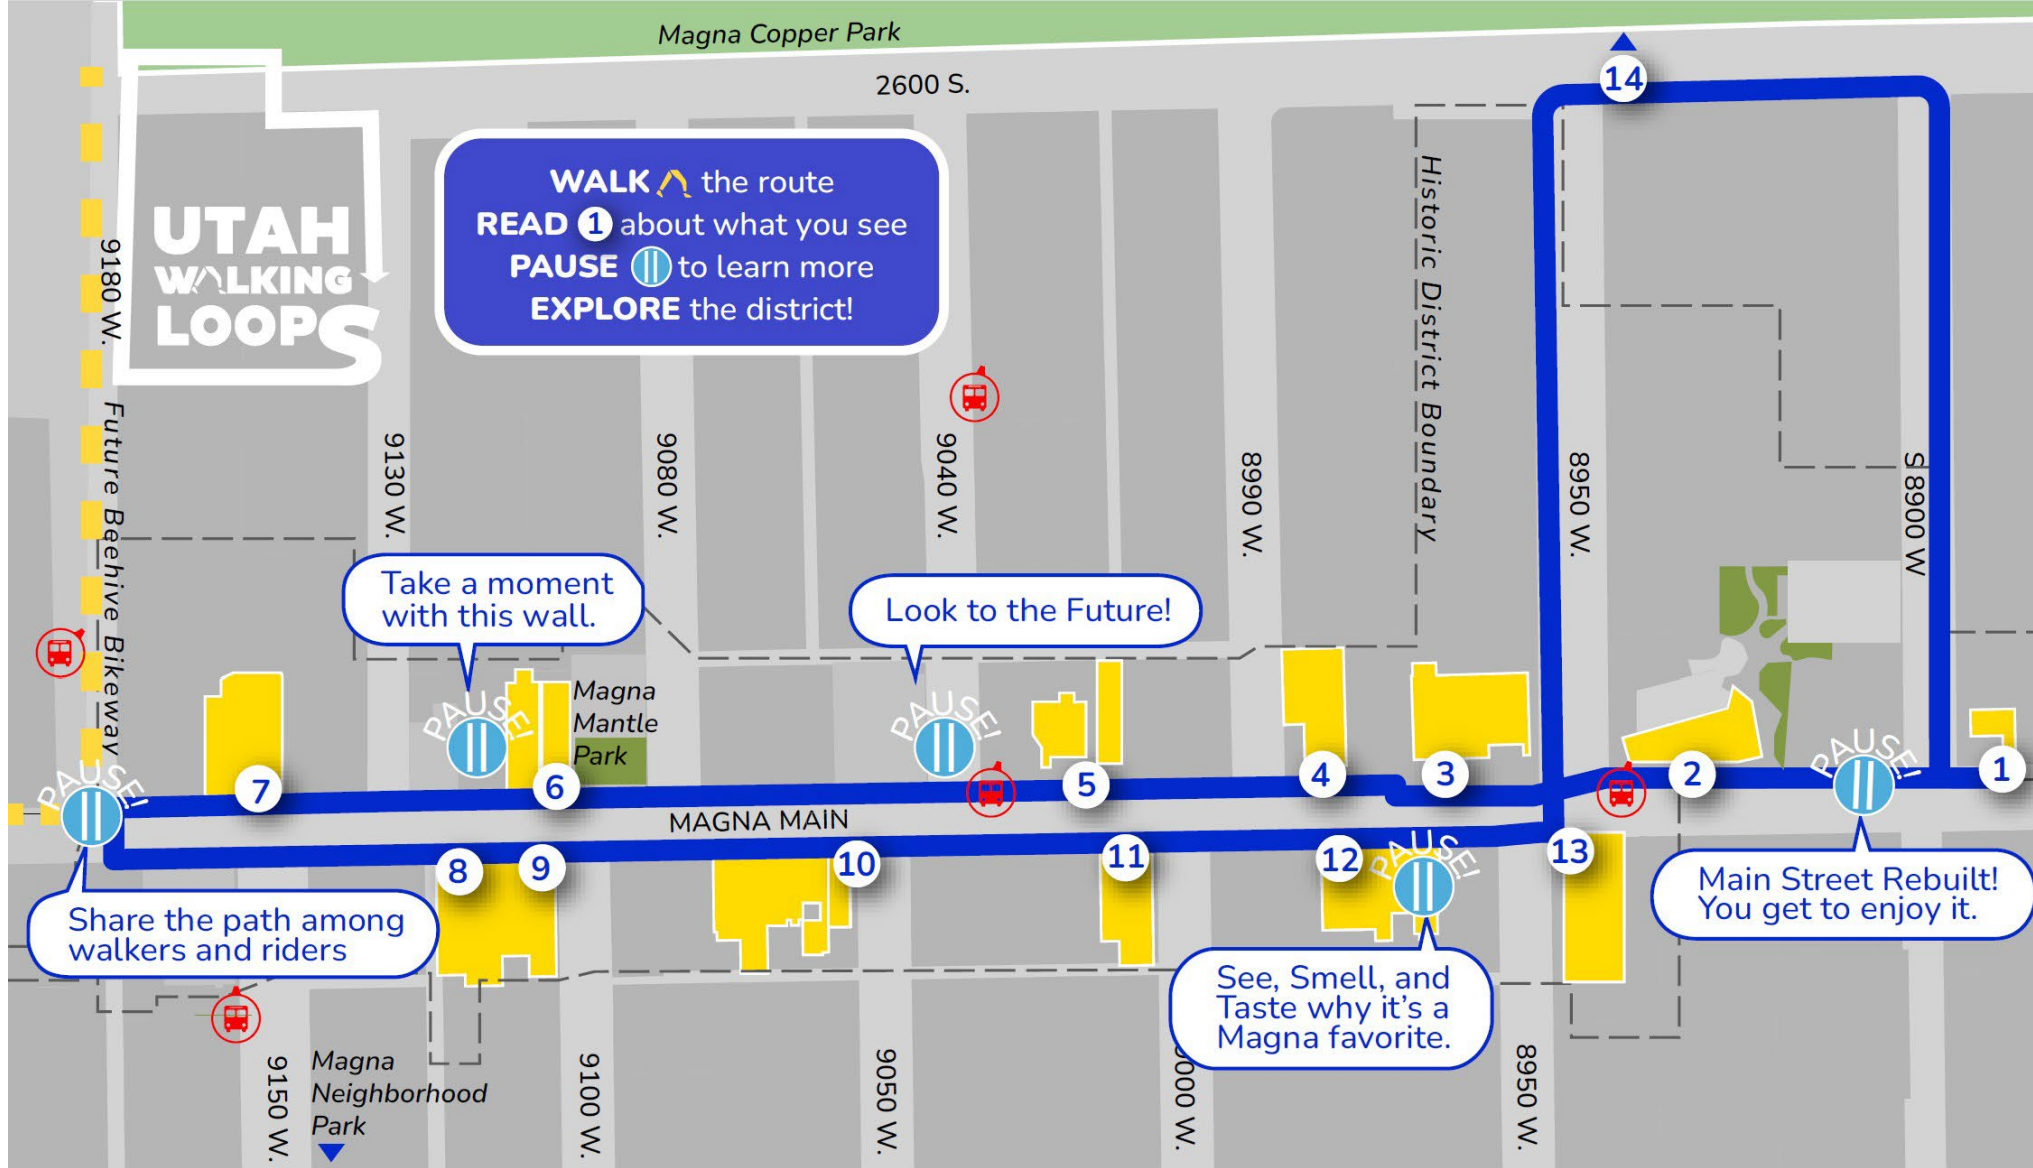 Magna Copper Park
2600 S.
14
WALK the route
READ 1 about what you see
PAUSE to learn more
EXPLORE the district!
UTAH
WALKING
LOOPS
9180 W.
Future Beehive Bikeway
9130 W.
9080 W.
9040 W.
8990 W.
Historic District Boundary
8950 W.
S 8900 W
Take a moment
with this wall.
Look to the Future!
PAUSE!
PAUSE!
PAUSE!
PAUSE!
Magna
Mantle
Park
7
6
5
4
3
2
1
MAGNA MAIN
8
9
10
11
12
PAUSE!
13
Share the path among
walkers and riders
See, Smell, and
Taste why it's a
Magna favorite.
Main Street Rebuilt!
You get to enjoy it.
9150 W.
Magna
Neighborhood
Park
9100 W.
9050 W.
000 W.
8950 W.